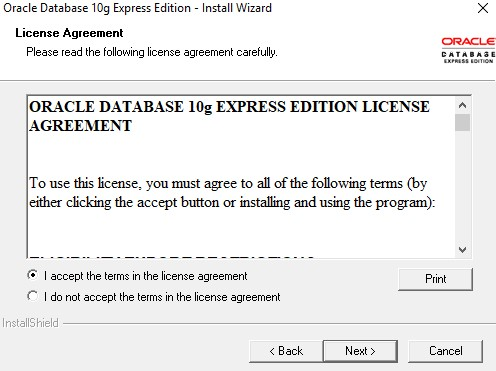 Oracle Database 10g Express Edition - Install Wizard
License Agreement
Please read the following license agreement carefully.
ORACLE
DATABASE
EXPRESS EDITION
ORACLE DATABASE 10g EXPRESS EDITION LICENSE
AGREEMENT
To use this license, you must agree to all of the following terms (by
either clicking the accept button or installing and using the program):
I accept the terms in the license agreement
Print
I do not accept the terms in the license agreement
InstallShield
< Back
Next >
Cancel